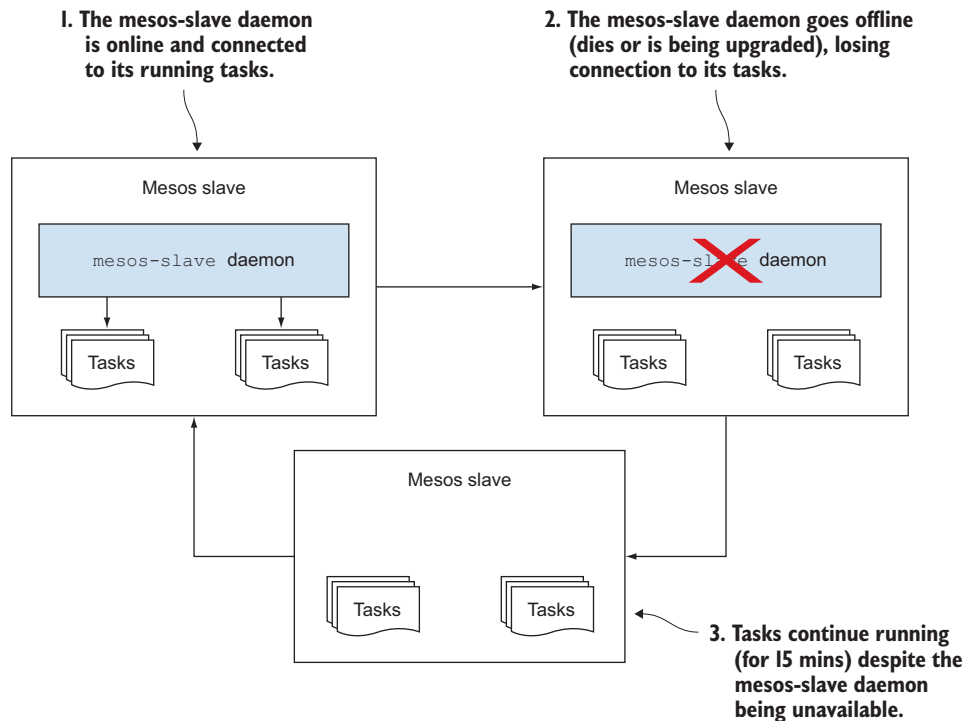 1. The mesos-slave daemon
is online and connected
to its running tasks.
2. The mesos-slave daemon goes offline
(dies or is being upgraded), losing
connection to its tasks.
Mesos slave
mesos-slave daemon
Tasks
Tasks
Mesos slave
mesos-slave daemon
Tasks
Tasks
Mesos slave
Tasks
Tasks
3. Tasks continue running
(for 15 mins) despite the
mesos-slave daemon
being unavailable.